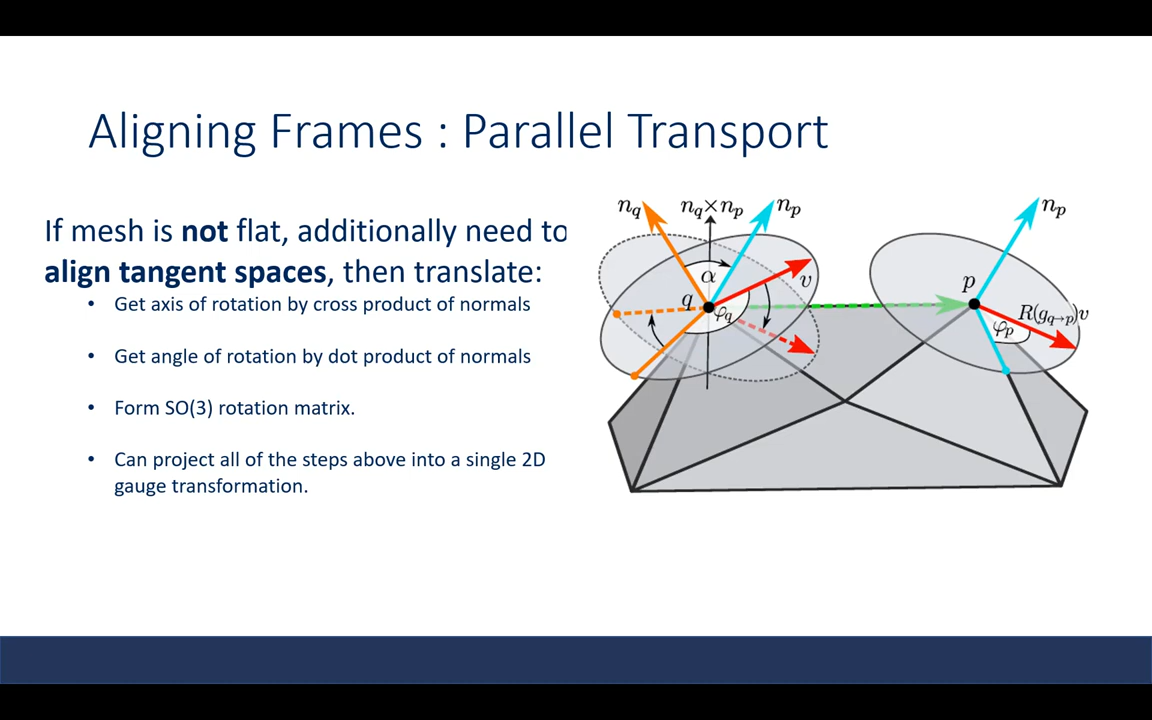 Aligning Frames : Parallel Transport
If mesh is not flat, additionally need to
align tangent spaces, then translate:
• Get axis of rotation by cross product of normals
• Get angle of rotation by dot product of normals
• Form SO(3) rotation matrix.
• Can project all of the steps above into a single 2D
gauge transformation.
n_q
n_q×n_p
n_p
α
v
q
φ_q
n_p
p
R(g_{q→p})v
φ_p